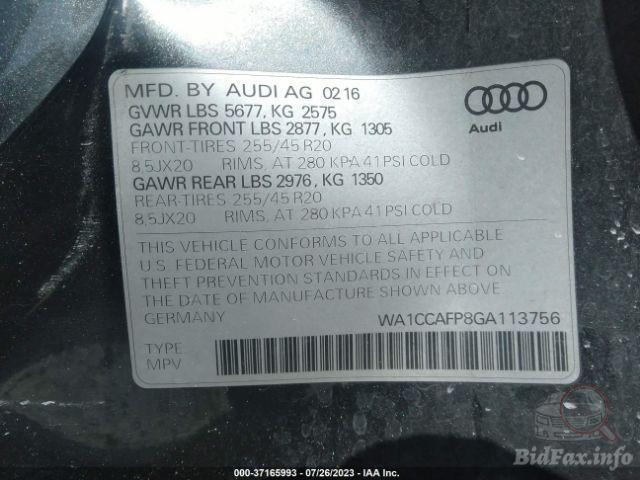 MFD. BY AUDI AG 02 16
GVWR LBS 5677, KG 2575
GAWR FRONT LBS 2877, KG 1305
FRONT-TIRES 255/45 R20
8,5JX20 RIMS, AT 280 KPA 41 PSI COLD
GAWR REAR LBS 2976, KG 1350
REAR-TIRES 255/45 R20
8,5JX20 RIMS, AT 280 KPA 41 PSI COLD
Audi
THIS VEHICLE CONFORMS TO ALL APPLICABLE
U.S. FEDERAL MOTOR VEHICLE SAFETY AND
THEFT PREVENTION STANDARDS IN EFFECT ON
THE DATE OF MANUFACTURE SHOWN ABOVE.
GERMANY WA1CCAFP8GA113756
TYPE
MPV
BidFax.info
000-37165993 - 07/26/2023 - IAA Inc.